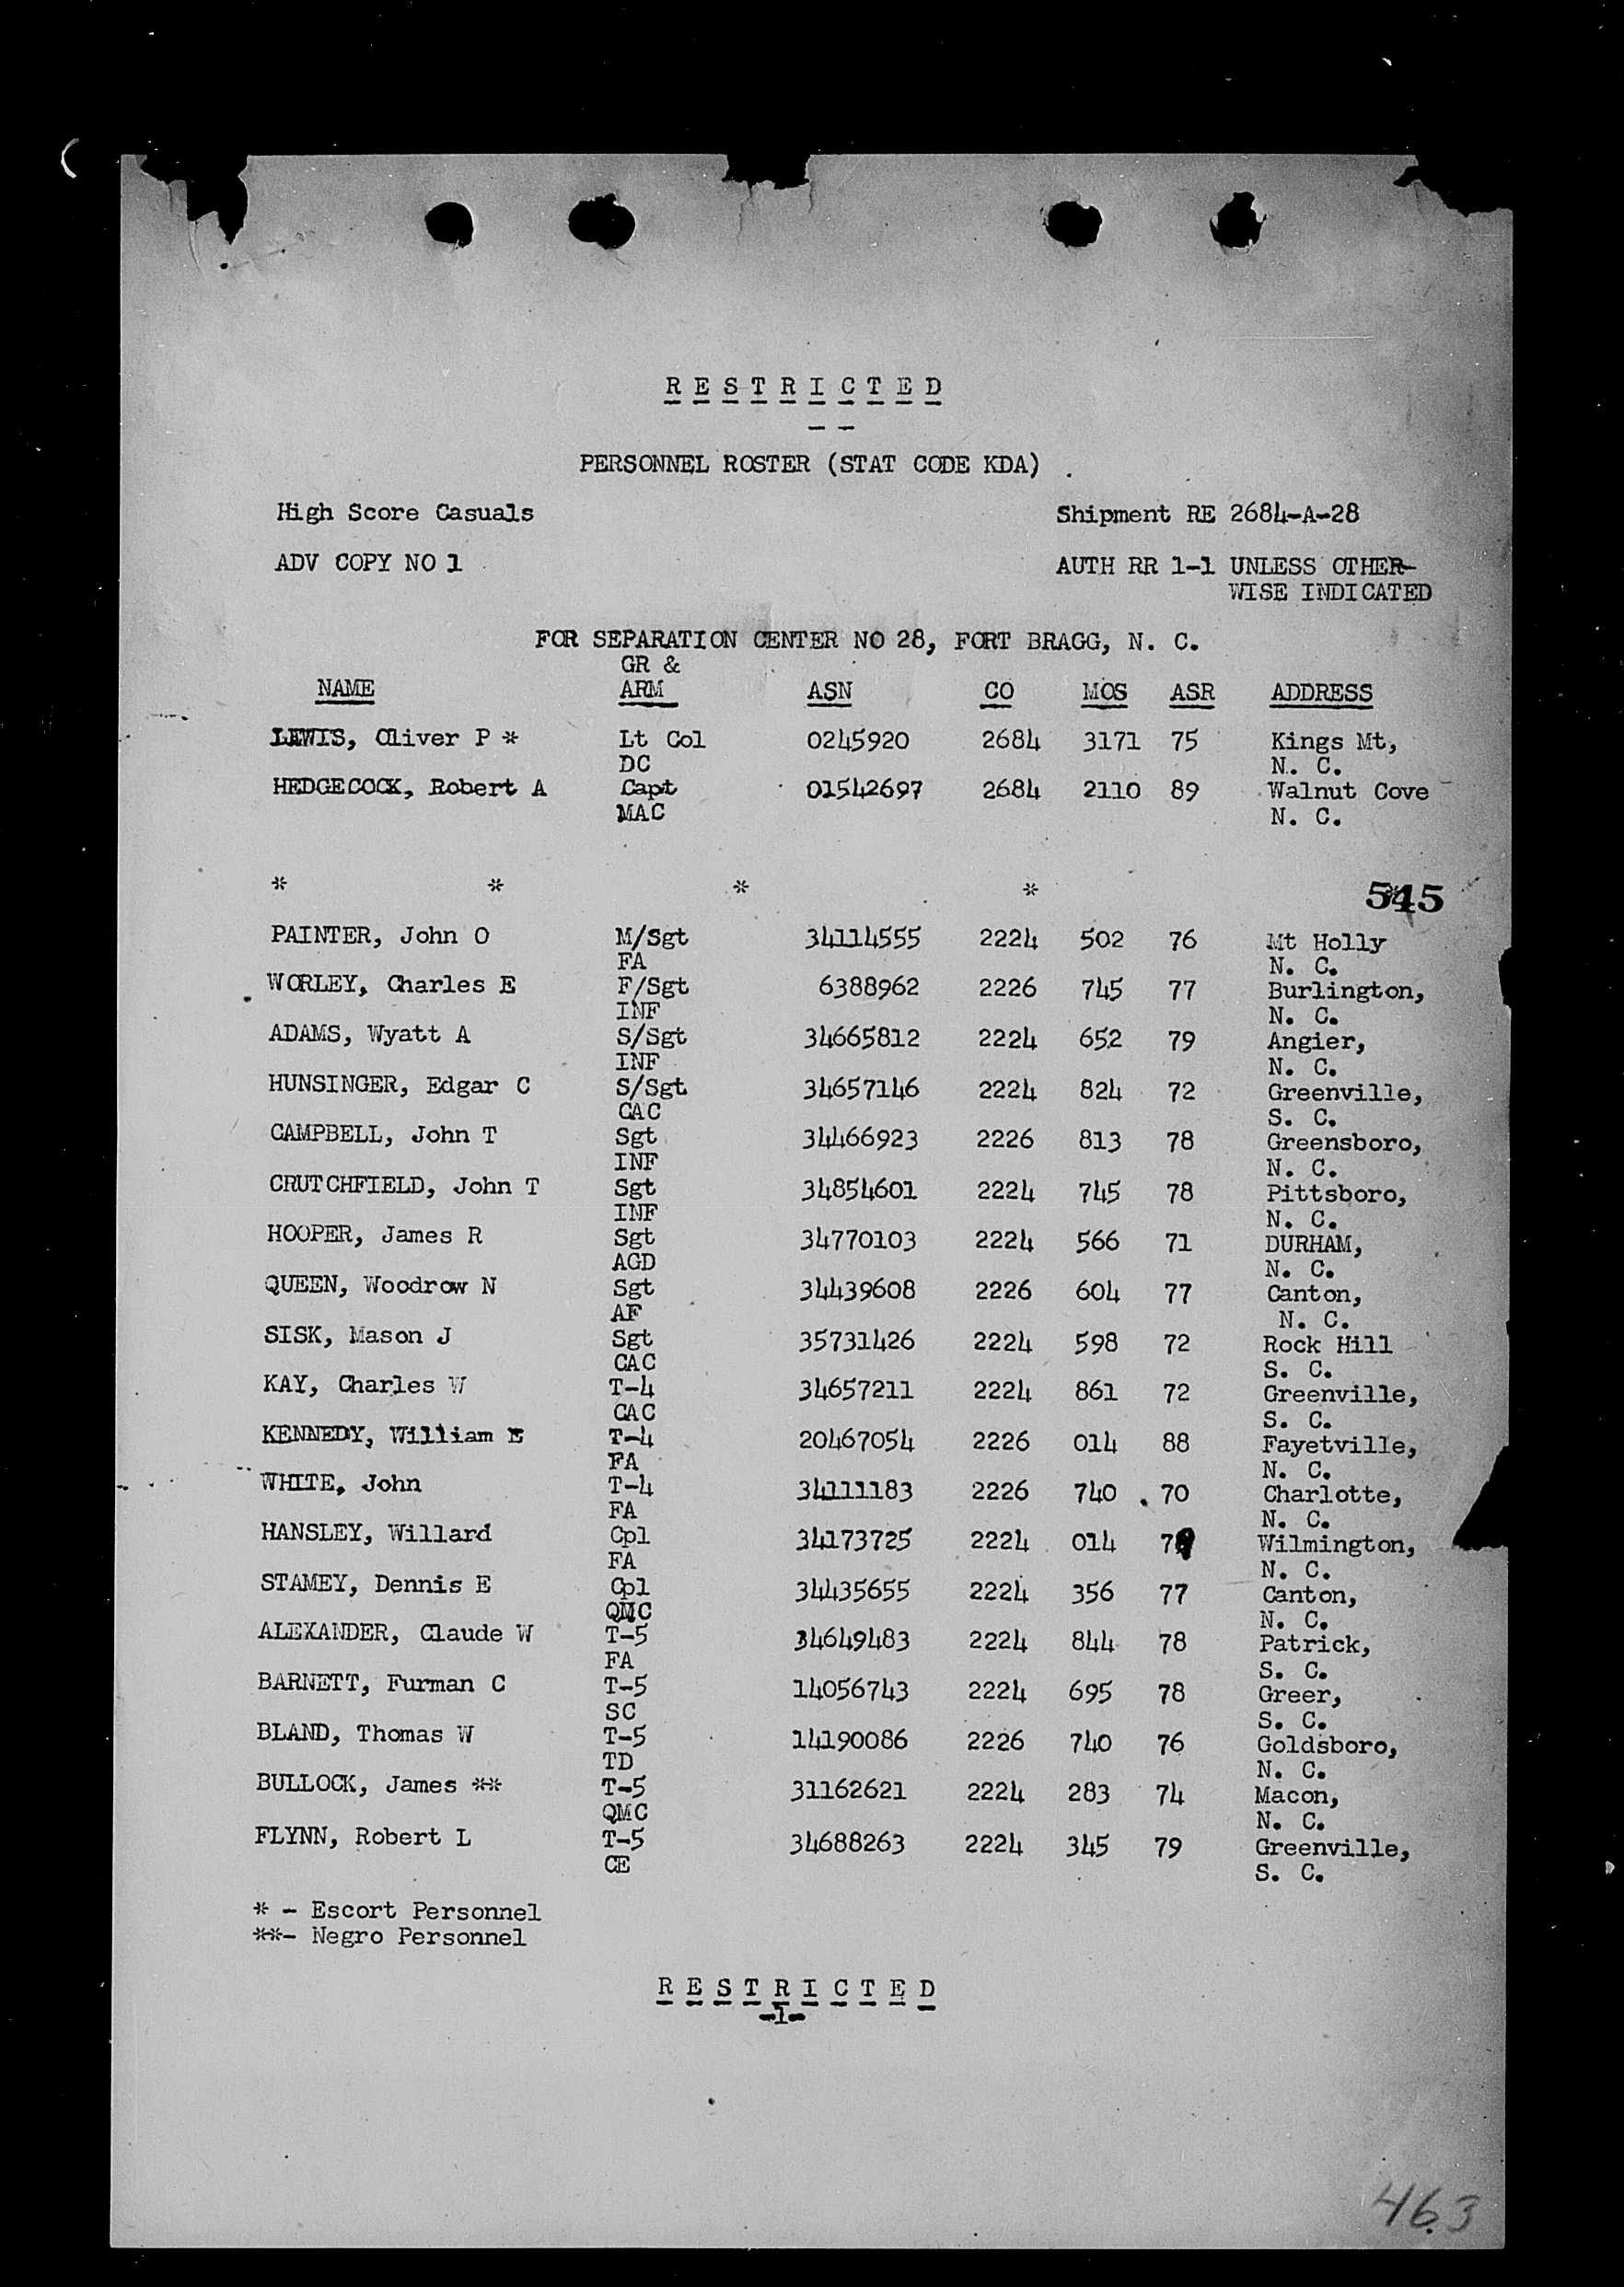 RESTRICTED
- -
PERSONNEL ROSTER (STAT CODE KDA)
High Score Casuals Shipment RE 2684-A-28
ADV COPY NO 1 AUTH RR 1-1 UNLESS OTHER-
WISE INDICATED
FOR SEPARATION CENTER NO 28, FORT BRAGG, N. C.
GR &
NAME ARM ASN CO MOS ASR ADDRESS
LEWIS, Oliver P * Lt Col 0245920 2684 3171 75 Kings Mt,
DC N. C.
HEDGECOCK, Robert A Capt 01542697 2684 2110 89 Walnut Cove
MAC N. C.
* * * * 545
PAINTER, John O M/Sgt 34114555 2224 502 76 Mt Holly
FA N. C.
WORLEY, Charles E F/Sgt 6388962 2226 745 77 Burlington,
INF N. C.
ADAMS, Wyatt A S/Sgt 34665812 2224 652 79 Angier,
INF N. C.
HUNSINGER, Edgar C S/Sgt 34657146 2224 824 72 Greenville,
CAC S. C.
CAMPBELL, John T Sgt 34466923 2226 813 78 Greensboro,
INF N. C.
CRUTCHFIELD, John T Sgt 34854601 2224 745 78 Pittsboro,
INF N. C.
HOOPER, James R Sgt 34770103 2224 566 71 DURHAM,
AGD N. C.
QUEEN, Woodrow N Sgt 34439608 2226 604 77 Canton,
AF N. C.
SISK, Mason J Sgt 35731426 2224 598 72 Rock Hill
CAC S. C.
KAY, Charles W T-4 34657211 2224 861 72 Greenville,
CAC S. C.
KENNEDY, William E T-4 20467054 2226 014 88 Fayetville,
FA N. C.
WHITE, John T-4 34111183 2226 740 70 Charlotte,
FA N. C.
HANSLEY, Willard Cpl 34173725 2224 014 Wilmington,
FA N. C.
STAMEY, Dennis E Cpl 34435655 2224 356 77 Canton,
QMC N. C.
ALEXANDER, Claude W T-5 34649483 2224 844 78 Patrick,
FA S. C.
BARNETT, Furman C T-5 14056743 2224 695 78 Greer,
SC S. C.
BLAND, Thomas W T-5 14190086 2226 740 76 Goldsboro,
TD N. C.
BULLOCK, James ** T-5 31162621 2224 283 74 Macon,
QMC N. C.
FLYNN, Robert L T-5 34688263 2224 345 79 Greenville,
CE S. C.
* - Escort Personnel
**- Negro Personnel
RESTRICTED
-1-
463